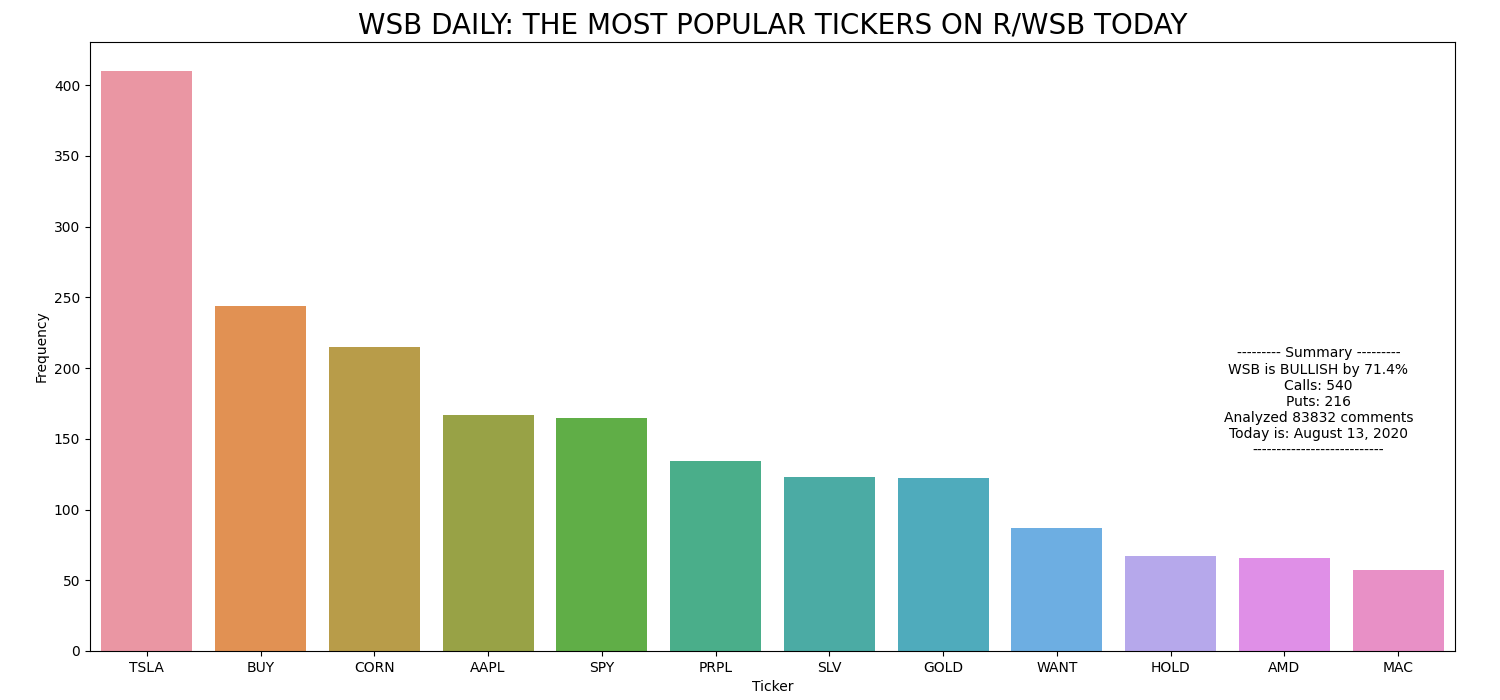 WSB DAILY: THE MOST POPULAR TICKERS ON R/WSB TODAY
400
350
300
250
200
150
100
50
0
Frequency
--------- Summary ---------
WSB is BULLISH by 71.4%
Calls: 540
Puts: 216
Analyzed 83832 comments
Today is: August 13, 2020
---------------------------
TSLA BUY CORN AAPL SPY PRPL SLV GOLD WANT HOLD AMD MAC
Ticker